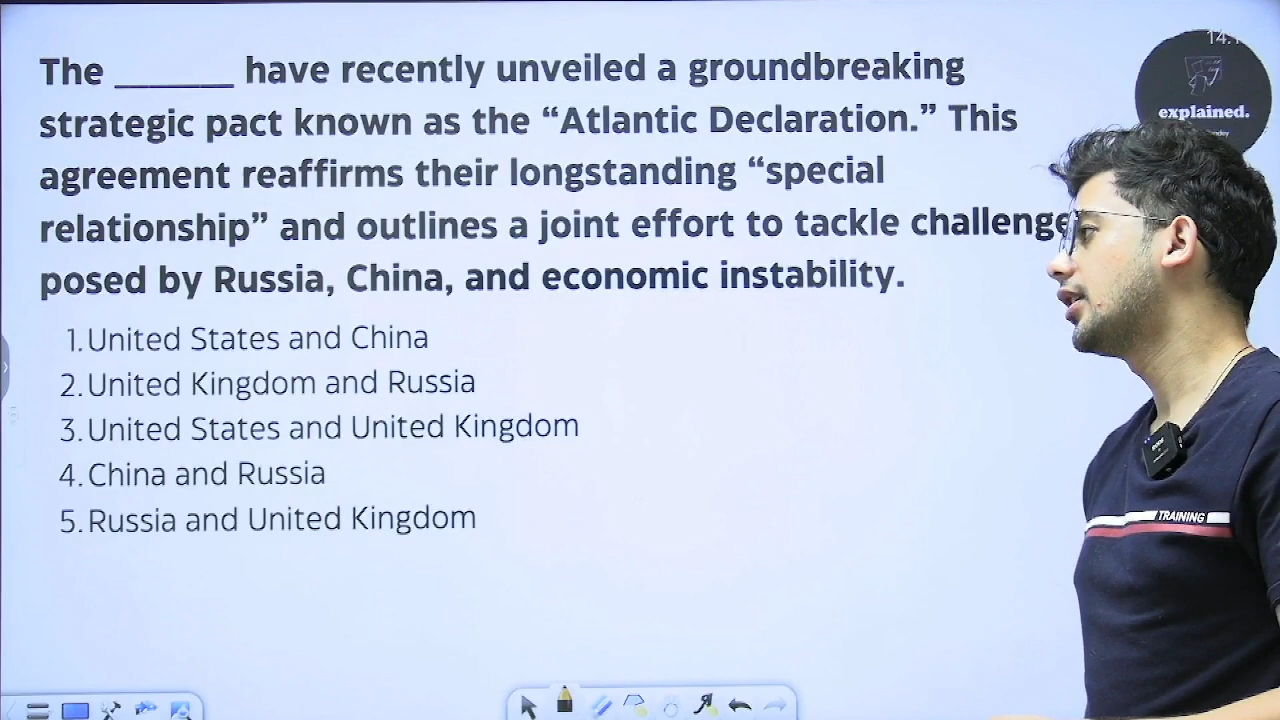 The _______ have recently unveiled a groundbreaking
strategic pact known as the “Atlantic Declaration.” This
agreement reaffirms their longstanding “special
relationship” and outlines a joint effort to tackle challenge
posed by Russia, China, and economic instability.
1. United States and China
2. United Kingdom and Russia
3. United States and United Kingdom
4. China and Russia
5. Russia and United Kingdom
explained.
TRAINING